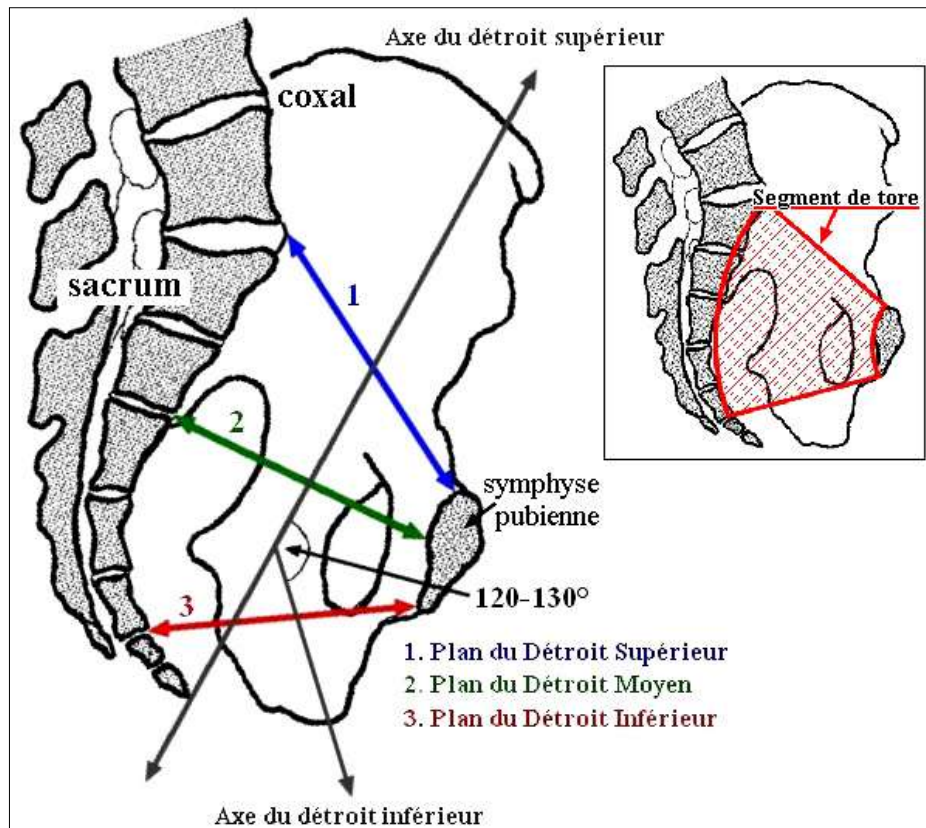 Axe du détroit supérieur
coxal
Segment de tore
sacrum
1
2
symphyse
pubienne
120-130°
3
1. Plan du Détroit Supérieur
2. Plan du Détroit Moyen
3. Plan du Détroit Inférieur
Axe du détroit inférieur